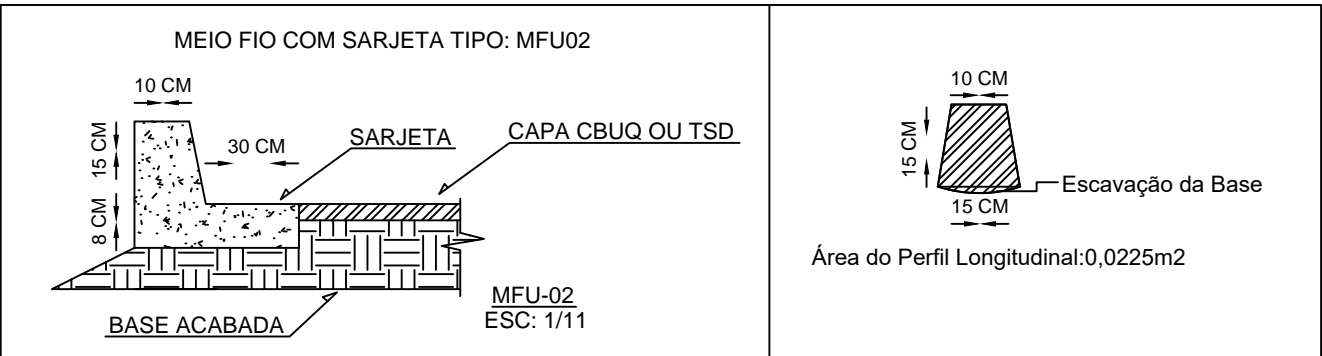 MEIO FIO COM SARJETA TIPO: MFU02
10 CM
15 CM
30 CM
8 CM
SARJETA
CAPA CBUQ OU TSD
BASE ACABADA
MFU-02
ESC: 1/11
10 CM
15 CM
15 CM
Escavação da Base
Área do Perfil Longitudinal:0,0225m2